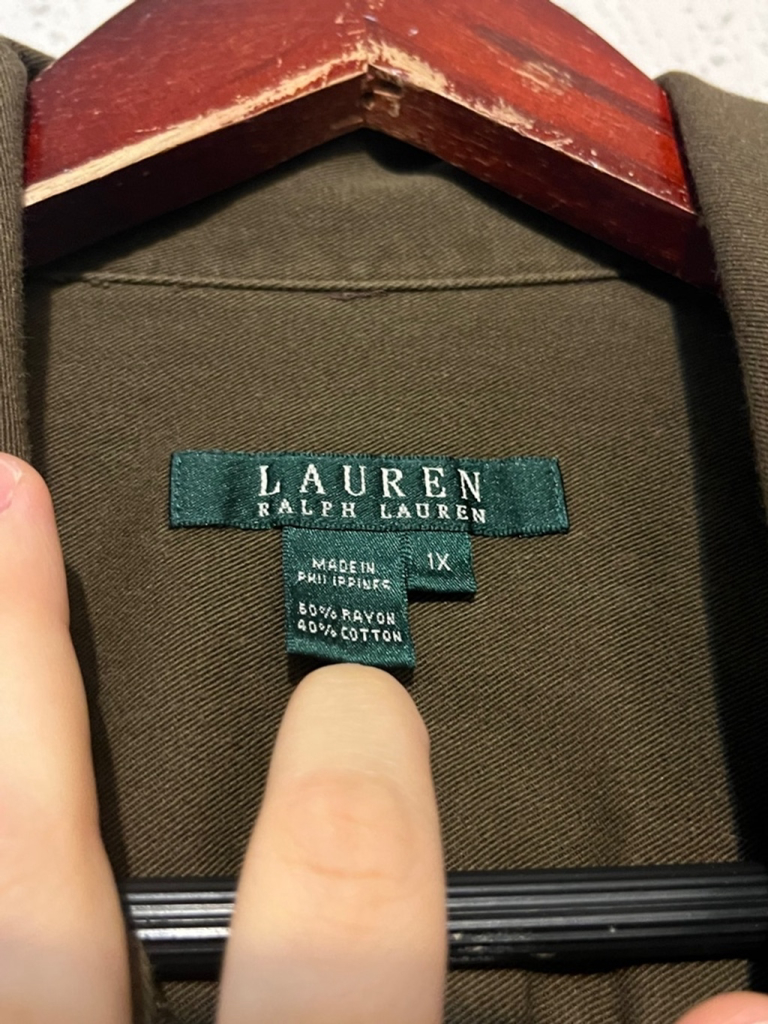 LAUREN
RALPH LAUREN
MADE IN
PHILIPPINES
1X
60% RAYON
40% COTTON